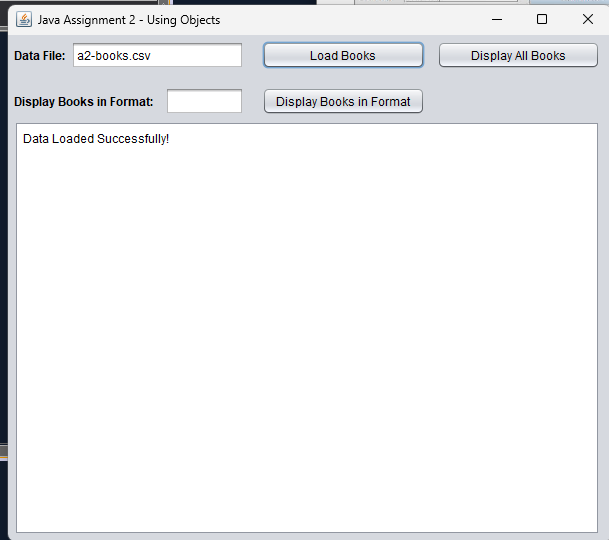 Java Assignment 2 - Using Objects
Data File: a2-books.csv Load Books Display All Books
Display Books in Format: Display Books in Format
Data Loaded Successfully!